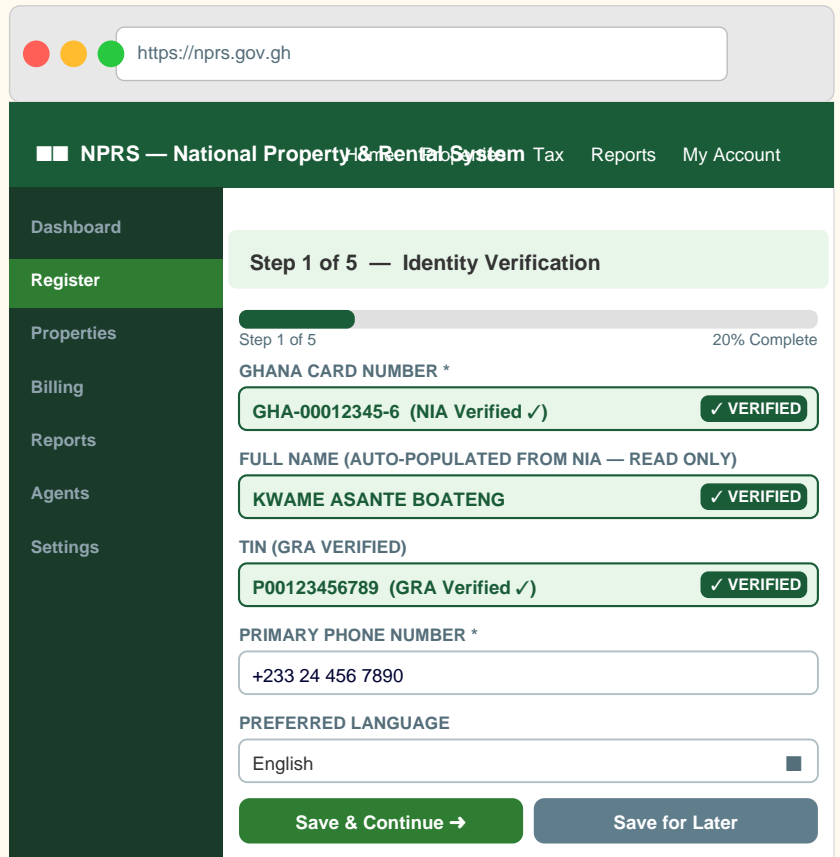 https://nprs.gov.gh
■■ NPRS — National Property & Rental System Home Properties Tax Reports My Account
Dashboard
Register
Properties
Billing
Reports
Agents
Settings
Step 1 of 5 — Identity Verification
Step 1 of 5 20% Complete
GHANA CARD NUMBER *
GHA-00012345-6 (NIA Verified ✓) ✓ VERIFIED
FULL NAME (AUTO-POPULATED FROM NIA — READ ONLY)
KWAME ASANTE BOATENG ✓ VERIFIED
TIN (GRA VERIFIED)
P00123456789 (GRA Verified ✓) ✓ VERIFIED
PRIMARY PHONE NUMBER *
+233 24 456 7890
PREFERRED LANGUAGE
English ■
Save & Continue ➜ Save for Later